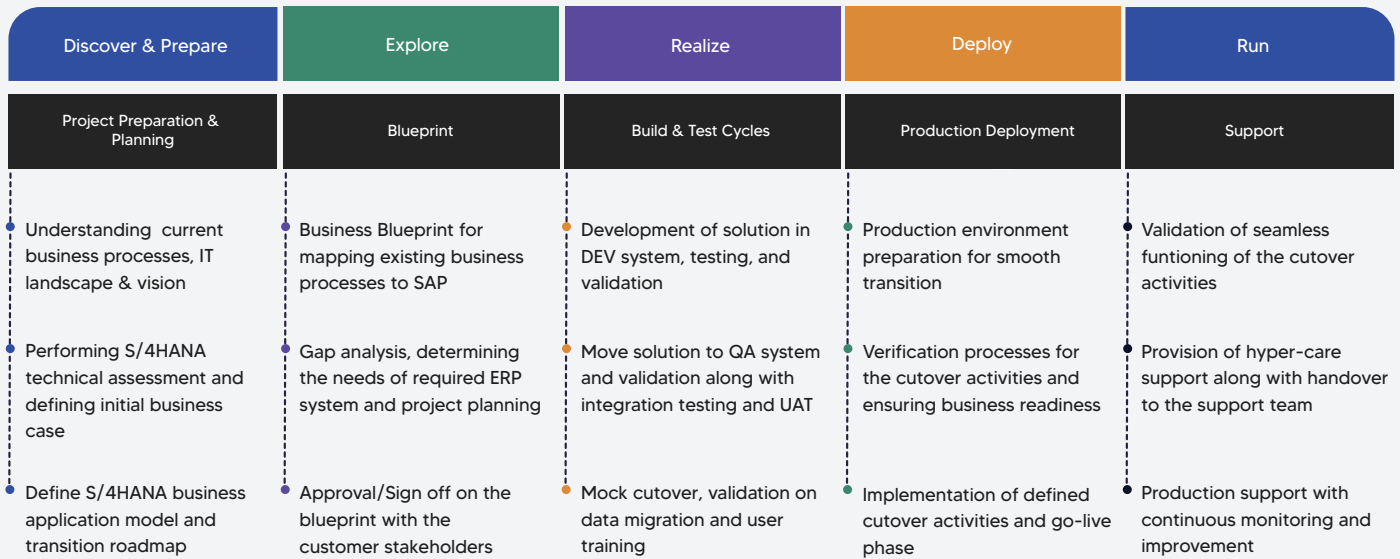 Discover & Prepare
Explore
Realize
Deploy
Run
Project Preparation &
Planning
Blueprint
Build & Test Cycles
Production Deployment
Support
Understanding current
business processes, IT
landscape & vision
Performing S/4HANA
technical assessment and
defining initial business
case
Define S/4HANA business
application model and
transition roadmap
Business Blueprint for
mapping existing business
processes to SAP
Gap analysis, determining
the needs of required ERP
system and project planning
Approval/Sign off on the
blueprint with the
customer stakeholders
Development of solution in
DEV system, testing, and
validation
Move solution to QA system
and validation along with
integration testing and UAT
Mock cutover, validation on
data migration and user
training
Production environment
preparation for smooth
transition
Verification processes for
the cutover activities and
ensuring business readiness
Implementation of defined
cutover activities and go-live
phase
Validation of seamless
funtioning of the cutover
activities
Provision of hyper-care
support along with handover
to the support team
Production support with
continuous monitoring and
improvement